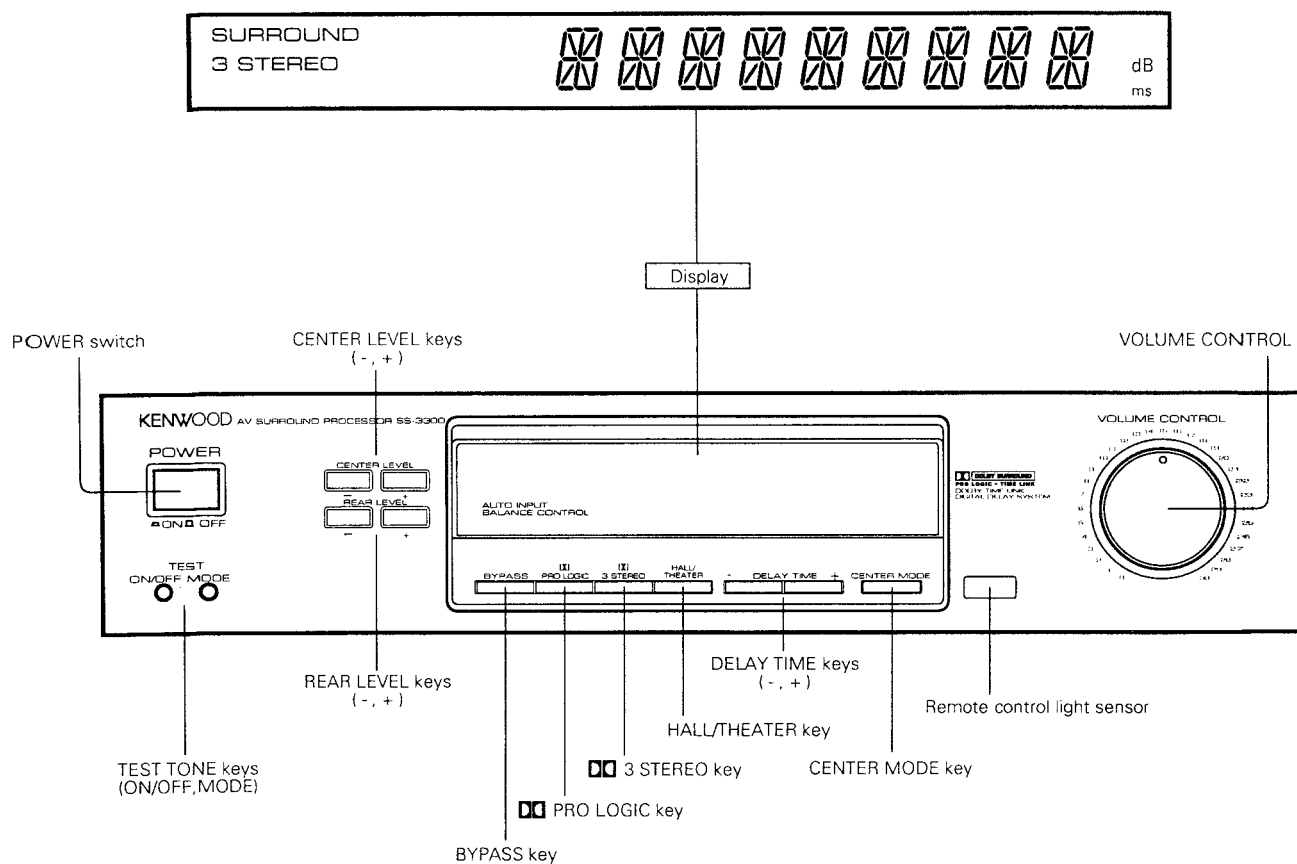 SURROUND
3 STEREO
dB
ms
Display
POWER switch
CENTER LEVEL keys
(-, +)
VOLUME CONTROL
KENWOOD AV SURROUND PROCESSOR SS-3300
POWER
ON OFF
TEST
ON/OFF MODE
CENTER LEVEL
- +
REAR LEVEL
- +
AUTO INPUT
BALANCE CONTROL
BYPASS
PRO LOGIC
3 STEREO
HALL/
THEATER
- DELAY TIME +
CENTER MODE
DOLBY SURROUND
PRO LOGIC • TIME LINK
DOLBY TIME LINK
DIGITAL DELAY SYSTEM
VOLUME CONTROL
REAR LEVEL keys
(-, +)
DELAY TIME keys
(-, +)
Remote control light sensor
HALL/THEATER key
TEST TONE keys
(ON/OFF,MODE)
3 STEREO key
CENTER MODE key
PRO LOGIC key
BYPASS key